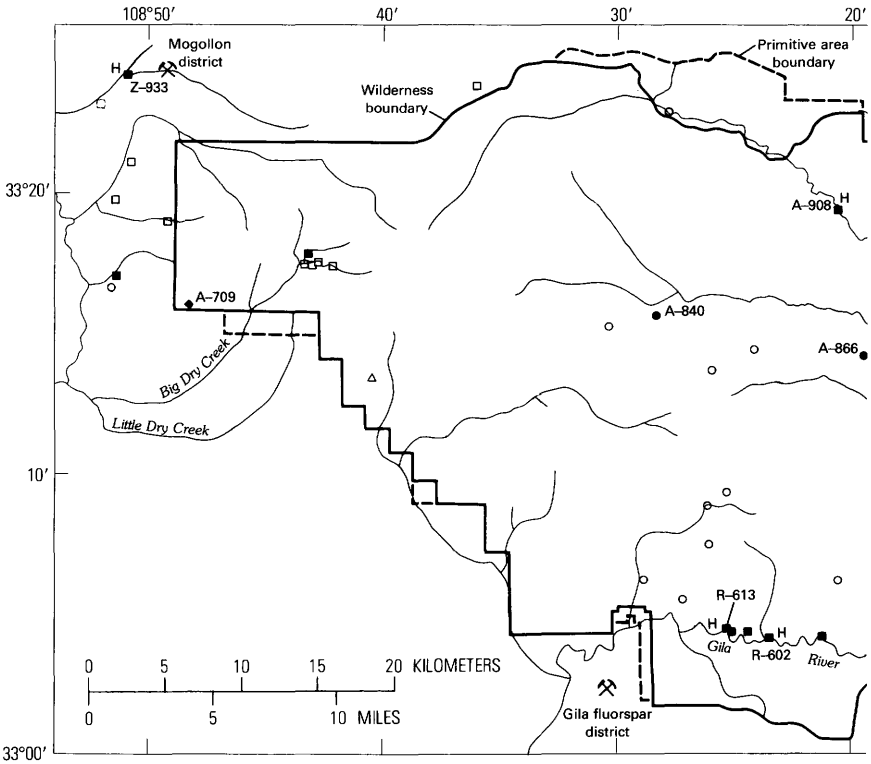 108°50′ 40′ 30′ 20′
Mogollon
district
H
Z–933
Primitive area
boundary
Wilderness
boundary
33°20′
H
A–908
A–709
A–840
A–866
Big Dry Creek
Little Dry Creek
10′
R–613
H
H
Gila
R–602
River
0 5 10 15 20 KILOMETERS
0 5 10 MILES
Gila fluorspar
district
33°00′